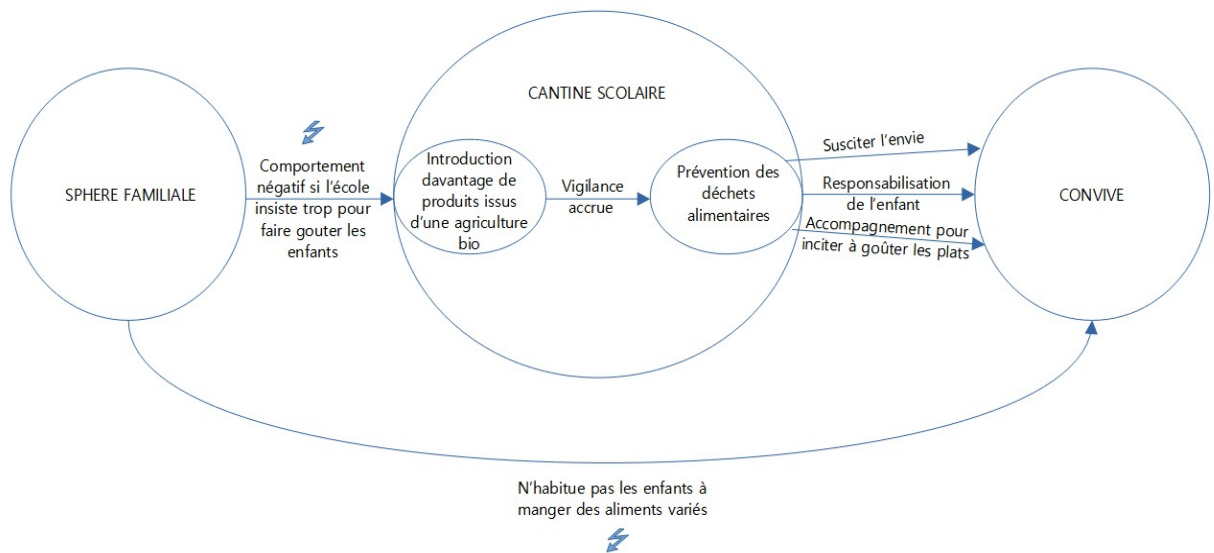 CANTINE SCOLAIRE
SPHERE FAMILIALE
Comportement
négatif si l'école
insiste trop pour
faire gouter les
enfants
Introduction
davantage de
produits issus
d'une agriculture
bio
Vigilance
accrue
Prévention des
déchets
alimentaires
Susciter l'envie
Responsabilisation
de l'enfant
Accompagnement pour
inciter à goûter les plats
CONVIVE
N'habitue pas les enfants à
manger des aliments variés